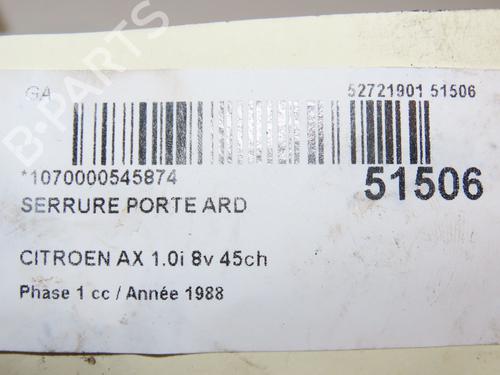 B-PARTS
GA
52721901 51506
*1070000545874
51506
SERRURE PORTE ARD
CITROEN AX 1.0i 8v 45ch
Phase 1 cc / Année 1988